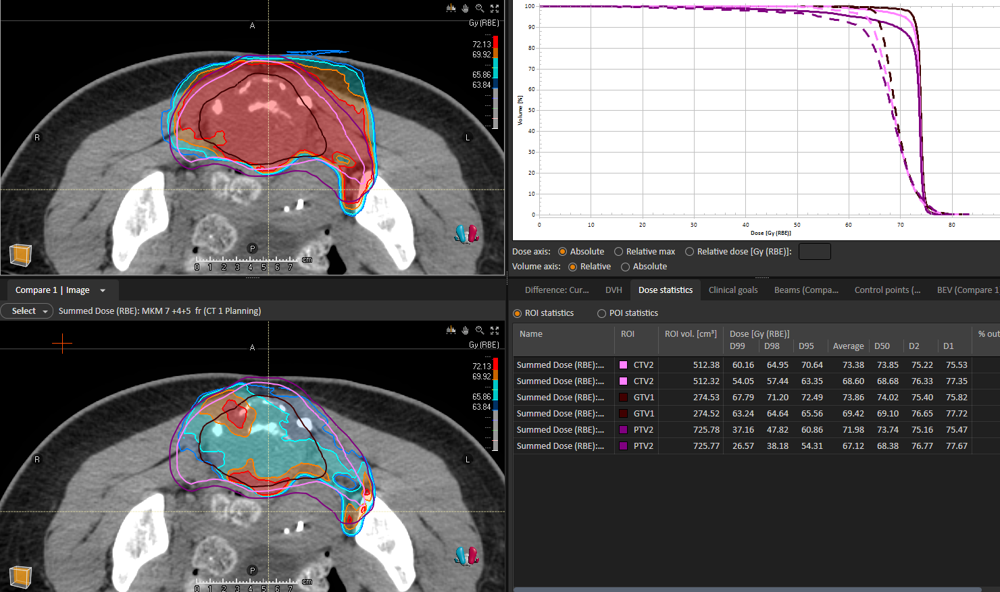 Gy (RBE)
A
72.13
69.92
65.86
63.84
R
L
P
cm
0 1 2 3 4 5 6 7
Compare 1 | Image
Select
Summed Dose (RBE): MKM 7 +4+5 fr (CT 1 Planning)
Gy (RBE)
A
72.13
69.92
65.86
63.84
R
L
P
cm
0 1 2 3 4 5 6 7
Volume [%]
100
90
80
70
60
50
40
30
20
10
0
0 10 20 30 40 50 60 70 80
Dose [Gy (RBE)]
Dose axis: Absolute Relative max Relative dose [Gy (RBE)]:
Volume axis: Relative Absolute
Difference: Cur... DVH Dose statistics Clinical goals Beams (Compa... Control points (... BEV (Compare 1
ROI statistics POI statistics
Name ROI ROI vol. [cm³] Dose [Gy (RBE)] % out
D99 D98 D95 Average D50 D2 D1
Summed Dose (RBE):... CTV2 512.38 60.16 64.95 70.64 73.38 73.85 75.22 75.53
Summed Dose (RBE):... CTV2 512.32 54.05 57.44 63.35 68.60 68.68 76.33 77.35
Summed Dose (RBE):... GTV1 274.53 67.79 71.20 72.49 73.86 74.02 75.40 75.82
Summed Dose (RBE):... GTV1 274.52 63.24 64.64 65.56 69.42 69.10 76.65 77.72
Summed Dose (RBE):... PTV2 725.78 37.16 47.82 60.86 71.98 73.74 75.16 75.47
Summed Dose (RBE):... PTV2 725.77 26.57 38.18 54.31 67.12 68.38 76.77 77.67